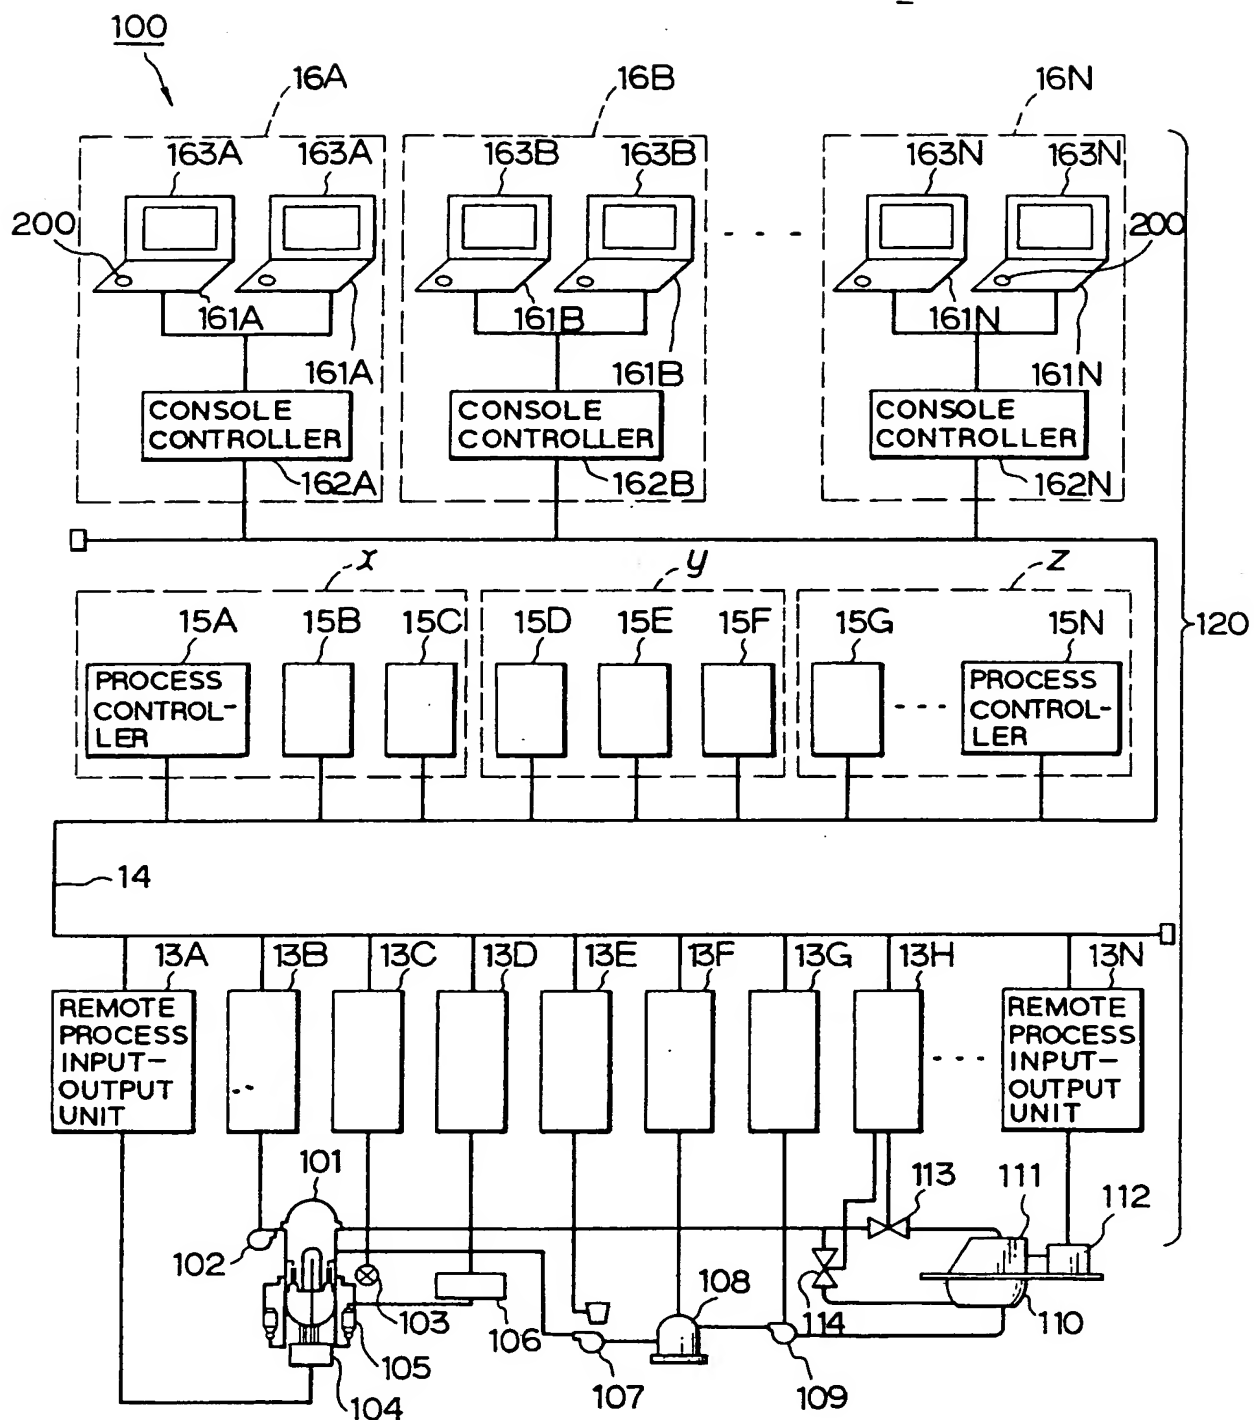 100
16A 16B 16N
163A 163A 163B 163B 163N 163N
200 200
161A 161B 161N
161A 161B 161N
CONSOLE CONTROLLER
CONSOLE CONTROLLER
CONSOLE CONTROLLER
162A 162B 162N
x y z
15A 15B 15C 15D 15E 15F 15G 15N
120
PROCESS
CONTROL-
LER
PROCESS
CONTROL-
LER
14
13A 13B 13C 13D 13E 13F 13G 13H 13N
REMOTE
PROCESS
INPUT-
OUTPUT
UNIT
REMOTE
PROCESS
INPUT-
OUTPUT
UNIT
101 113 111 112
102 108
103 106 114 110
105 107 109
104